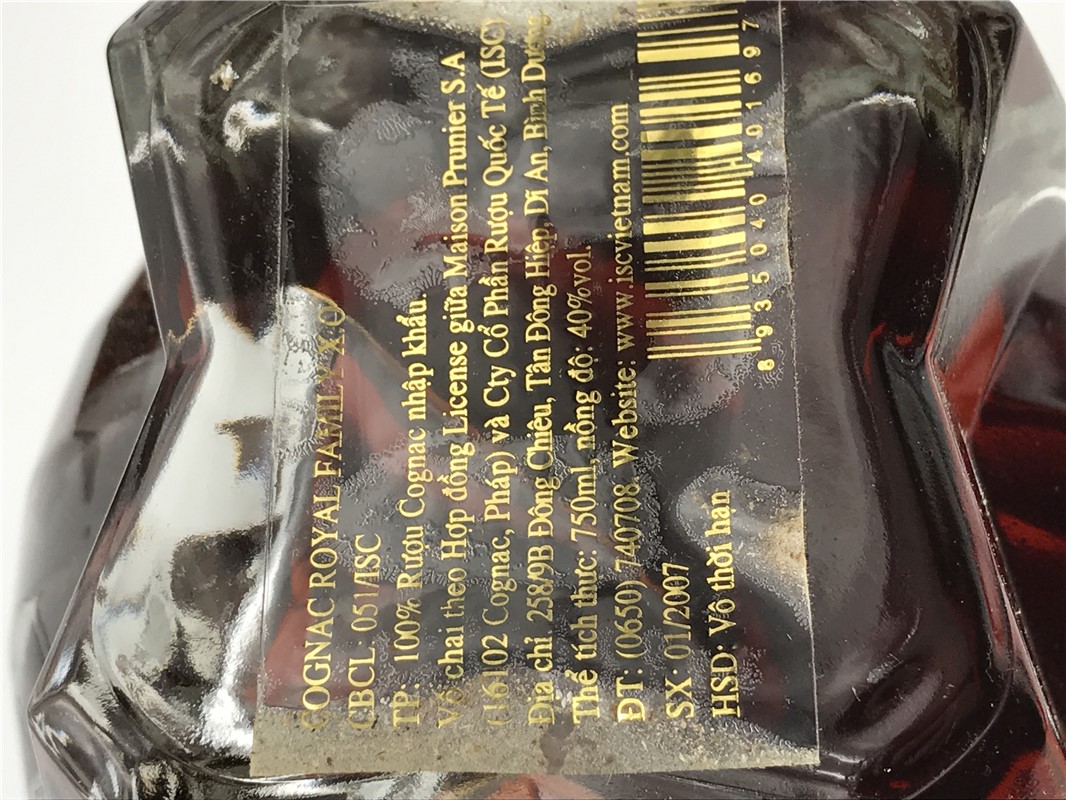 COGNAC ROYAL FAMILY X.O
CBCL. 051/ISC
TP.: 100% Rượu Cognac nhập khẩu.
Vô chai theo Hợp đồng License giữa Maison Prunier S.A
(16102 Cognac, Pháp) và Cty Cổ Phần Rượu Quốc Tế (ISC)
Địa chỉ 258/9B Đông Chiêu, Tân Đông Hiệp, Dĩ An, Bình Dương
Thể tích thực: 750ml, nồng độ: 40%vol.
ĐT: (0650) 740708. Website: www.iscvietnam.com
SX: 01/2007
HSD: Vô thời hạn
8 935040 401697